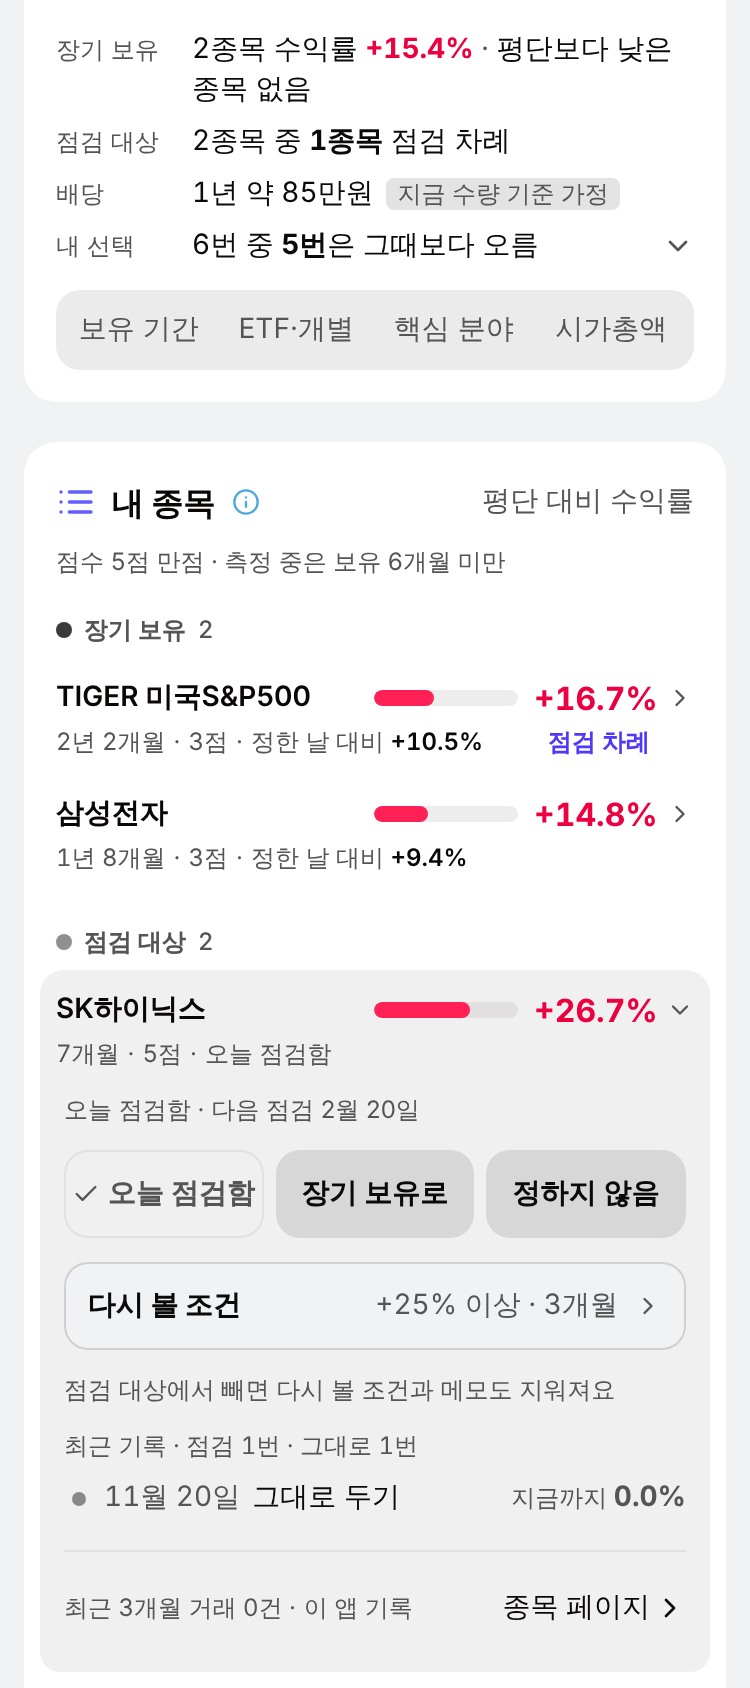 장기 보유 2종목 수익률 +15.4% · 평단보다 낮은
종목 없음
점검 대상 2종목 중 1종목 점검 차례
배당 1년 약 85만원 지금 수량 기준 가정
내 선택 6번 중 5번은 그때보다 오름
보유 기간 ETF·개별 핵심 분야 시가총액
내 종목 평단 대비 수익률
점수 5점 만점 · 측정 중은 보유 6개월 미만
장기 보유 2
TIGER 미국S&P500 +16.7%
2년 2개월 · 3점 · 정한 날 대비 +10.5% 점검 차례
삼성전자 +14.8%
1년 8개월 · 3점 · 정한 날 대비 +9.4%
점검 대상 2
SK하이닉스 +26.7%
7개월 · 5점 · 오늘 점검함
오늘 점검함 · 다음 점검 2월 20일
오늘 점검함 장기 보유로 정하지 않음
다시 볼 조건 +25% 이상 · 3개월
점검 대상에서 빼면 다시 볼 조건과 메모도 지워져요
최근 기록 · 점검 1번 · 그대로 1번
11월 20일 그대로 두기 지금까지 0.0%
최근 3개월 거래 0건 · 이 앱 기록 종목 페이지